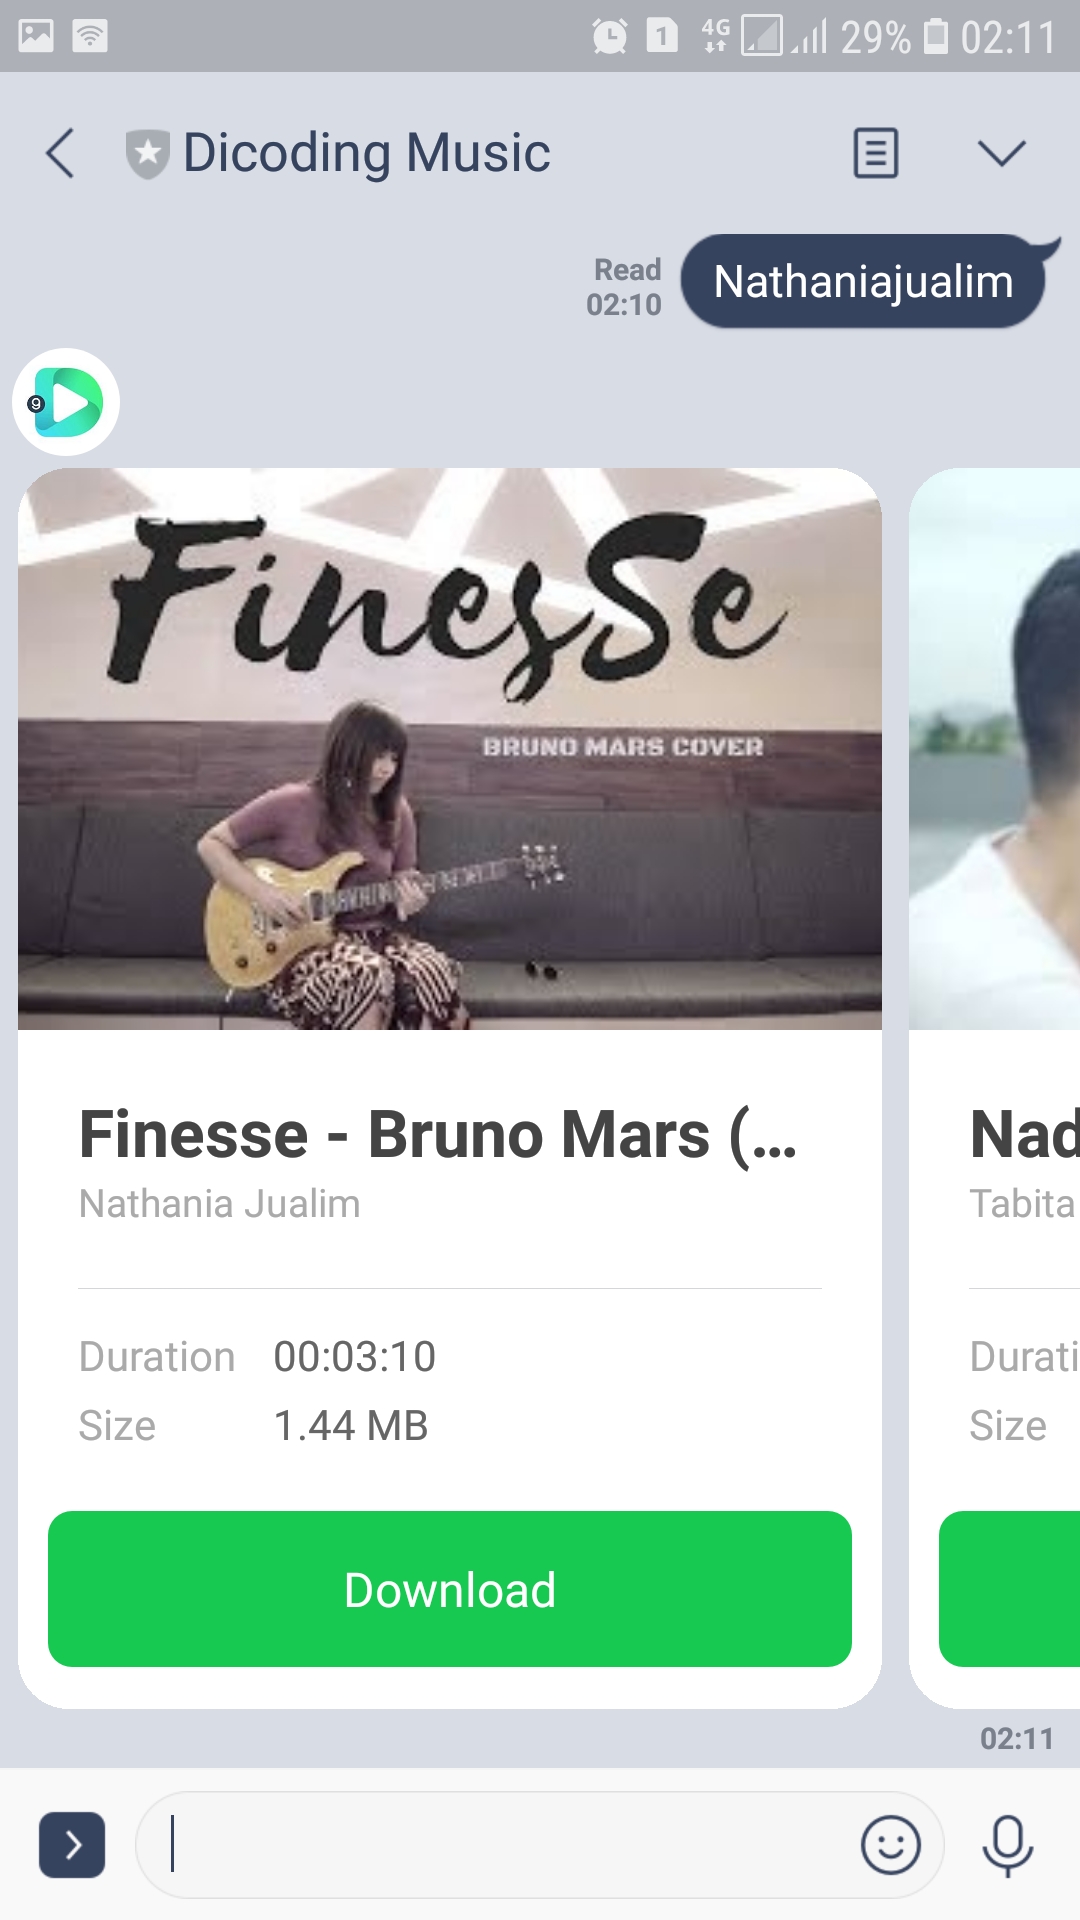 1 4G 29% 02:11
Dicoding Music
Read
02:10
Nathaniajualim
9
FinesSe
BRUNO MARS COVER
Finesse - Bruno Mars (...
Nathania Jualim
Duration 00:03:10
Size 1.44 MB
Download
Nad
Tabita
Durati
Size
02:11